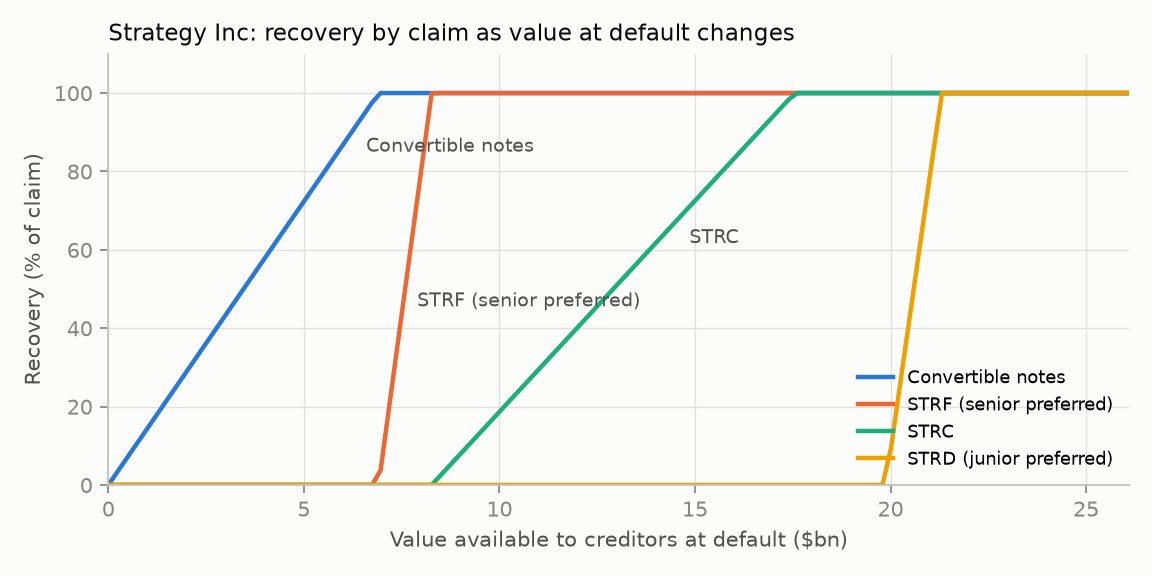 Strategy Inc: recovery by claim as value at default changes
Recovery (% of claim)
100
80
60
40
20
0
Convertible notes
STRC
STRF (senior preferred)
Convertible notes
STRF (senior preferred)
STRC
STRD (junior preferred)
0 5 10 15 20 25
Value available to creditors at default ($bn)